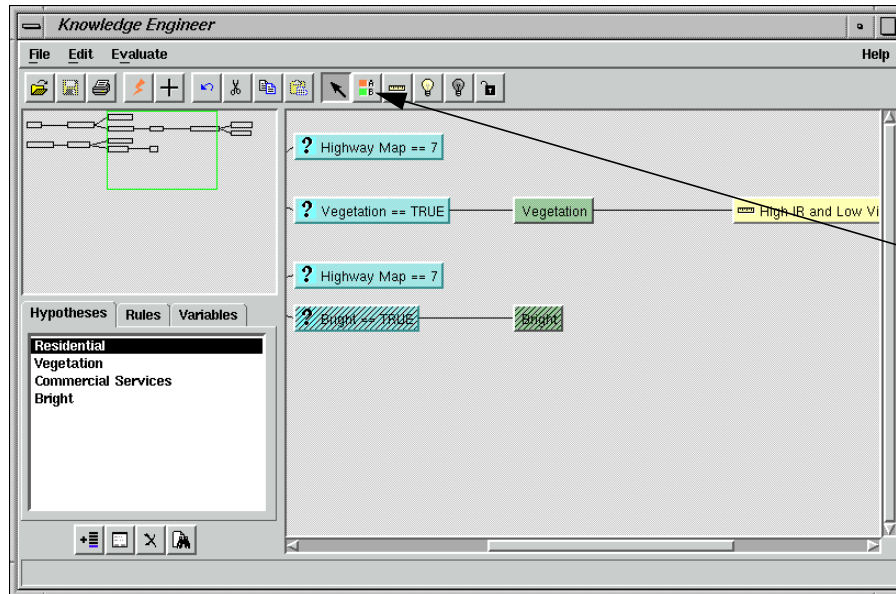 Knowledge Engineer
File Edit Evaluate Help
A
B
? Highway Map == 7
? Vegetation == TRUE
Vegetation
High IR and Low Vi
? Highway Map == 7
? Bright == TRUE
Bright
Hypotheses Rules Variables
Residential
Vegetation
Commercial Services
Bright